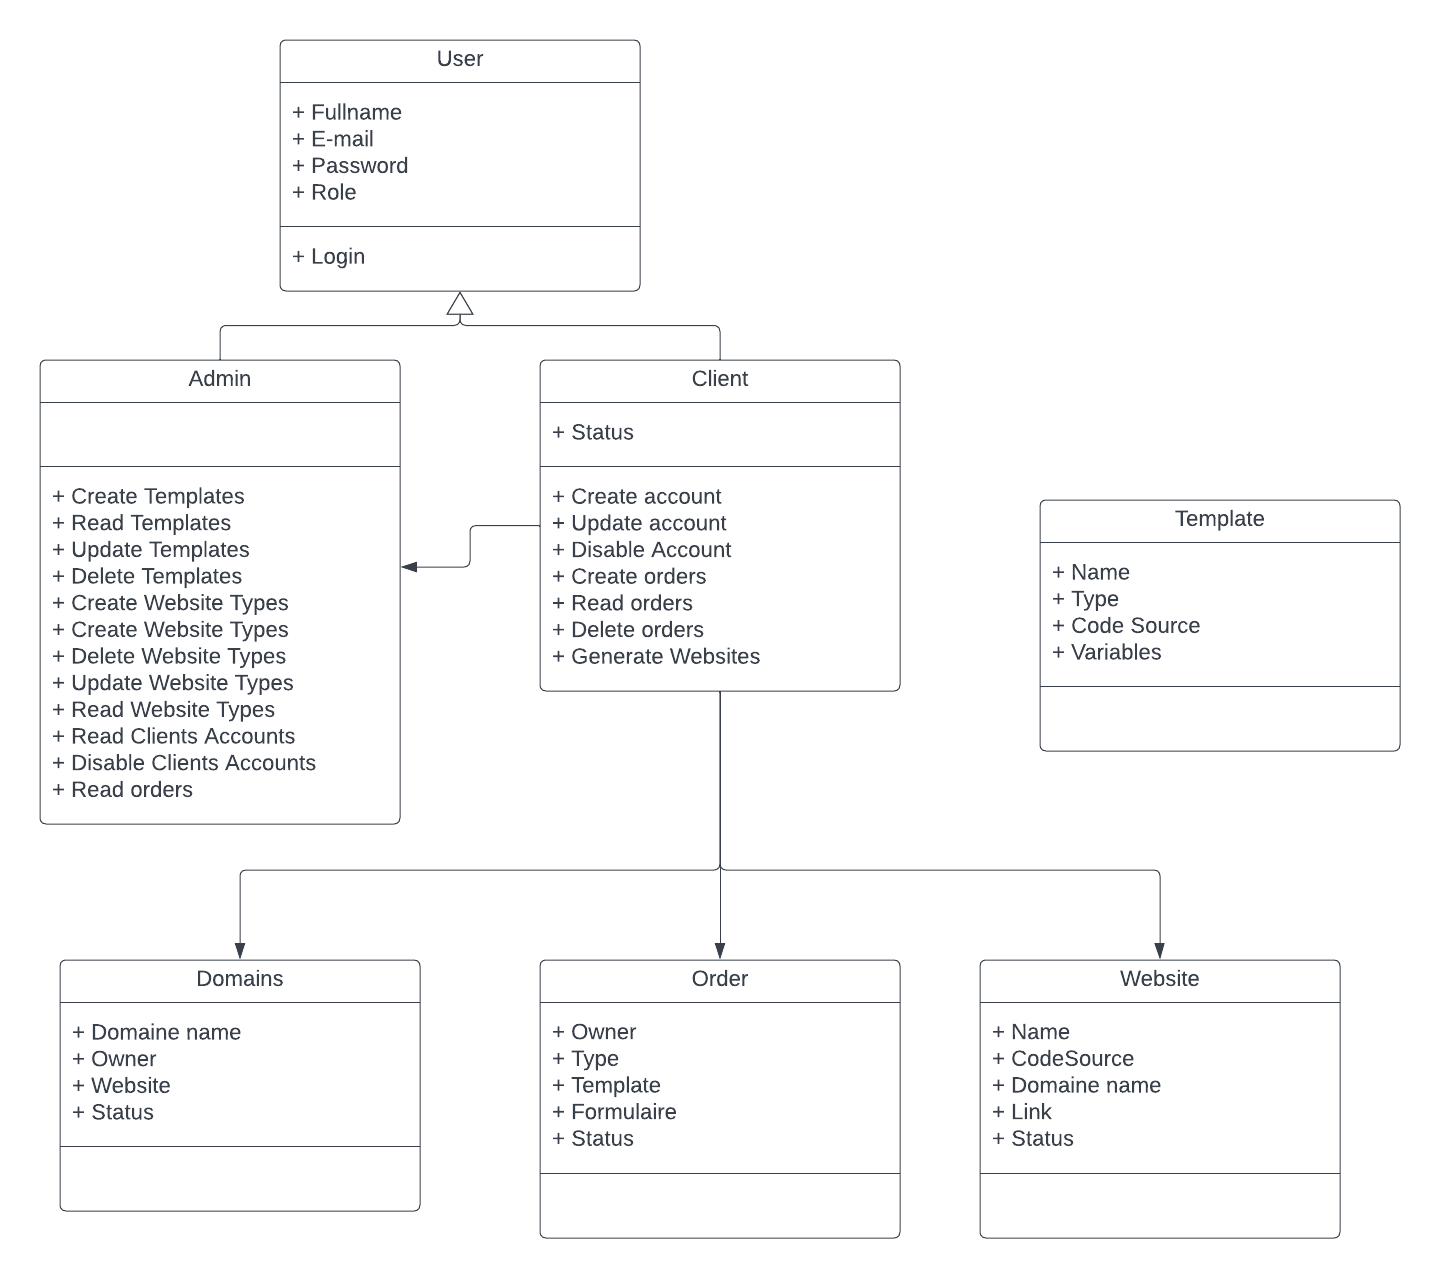 User
+ Fullname
+ E-mail
+ Password
+ Role
+ Login
Admin
+ Create Templates
+ Read Templates
+ Update Templates
+ Delete Templates
+ Create Website Types
+ Create Website Types
+ Delete Website Types
+ Update Website Types
+ Read Website Types
+ Read Clients Accounts
+ Disable Clients Accounts
+ Read orders
Client
+ Status
+ Create account
+ Update account
+ Disable Account
+ Create orders
+ Read orders
+ Delete orders
+ Generate Websites
Template
+ Name
+ Type
+ Code Source
+ Variables
Domains
+ Domaine name
+ Owner
+ Website
+ Status
Order
+ Owner
+ Type
+ Template
+ Formulaire
+ Status
Website
+ Name
+ CodeSource
+ Domaine name
+ Link
+ Status